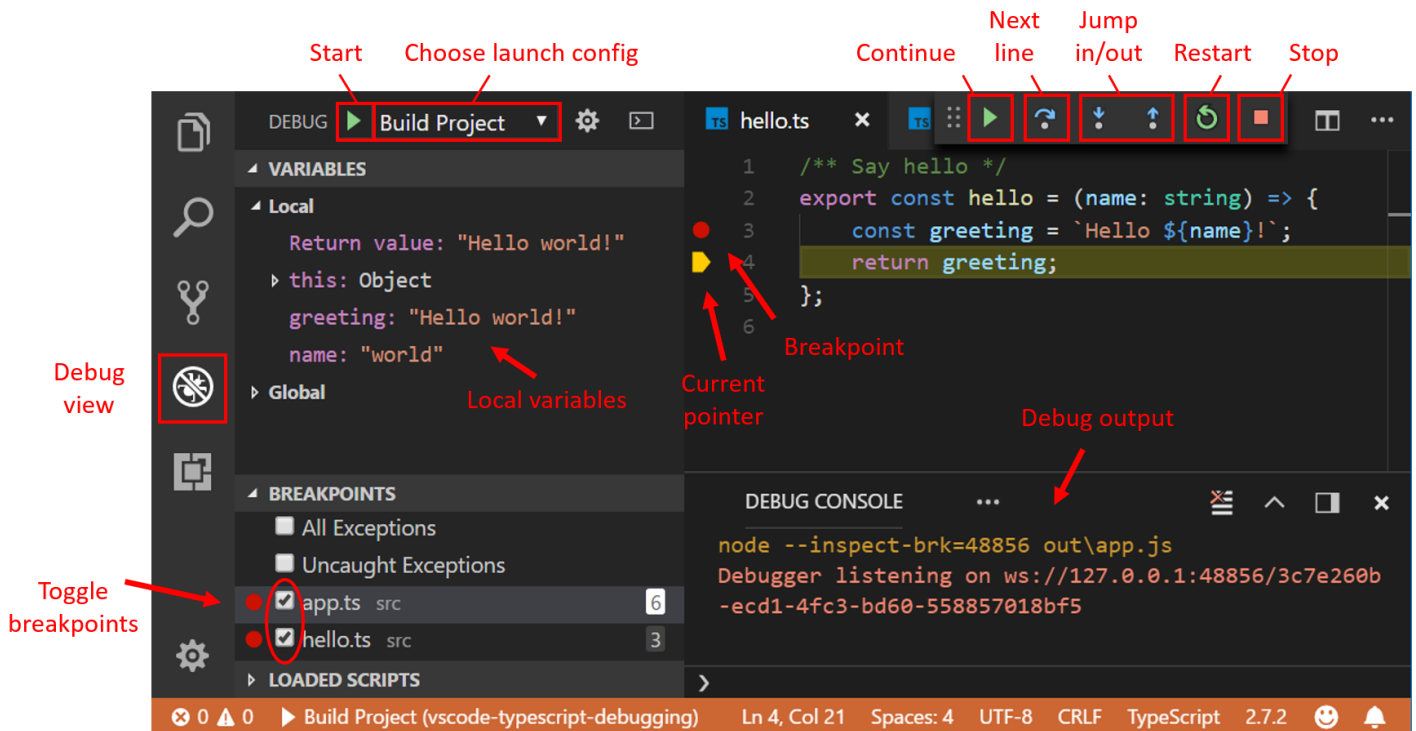 Start
Choose launch config
Continue
Next
line
Jump
in/out
Restart
Stop
DEBUG
Build Project
TS hello.ts
TS
VARIABLES
Local
Return value: "Hello world!"
this: Object
greeting: "Hello world!"
name: "world"
Global
Local variables
Debug
view
1 /** Say hello */
2 export const hello = (name: string) => {
3 const greeting = `Hello ${name}!`;
4 return greeting;
5 };
6
Breakpoint
Current
pointer
Debug output
BREAKPOINTS
All Exceptions
Uncaught Exceptions
app.ts src 6
hello.ts src 3
LOADED SCRIPTS
Toggle
breakpoints
DEBUG CONSOLE
node --inspect-brk=48856 out\app.js
Debugger listening on ws://127.0.0.1:48856/3c7e260b
-ecd1-4fc3-bd60-558857018bf5
0 0 Build Project (vscode-typescript-debugging) Ln 4, Col 21 Spaces: 4 UTF-8 CRLF TypeScript 2.7.2